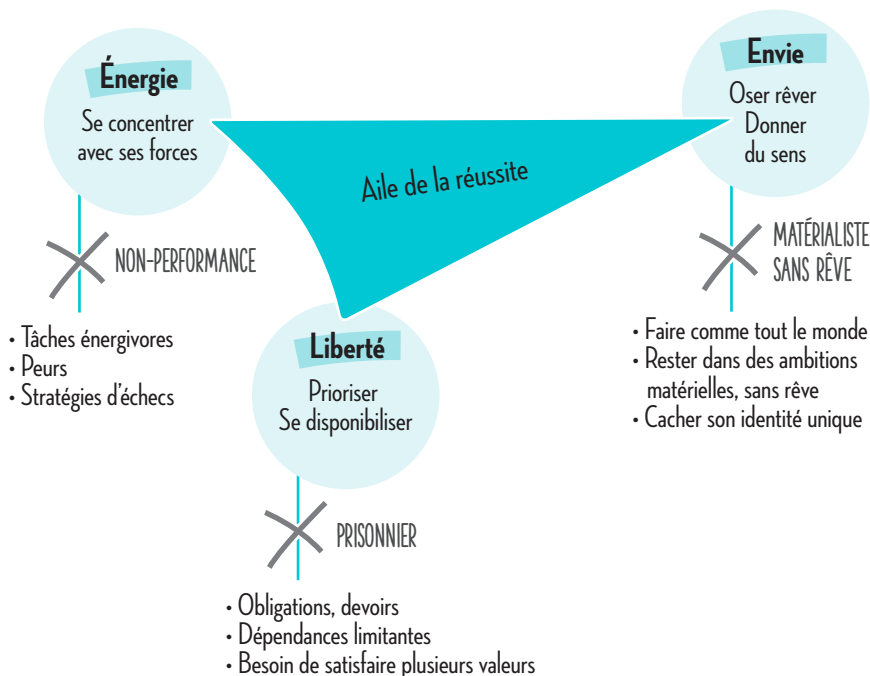 Énergie
Se concentrer
avec ses forces
Envie
Oser rêver
Donner
du sens
Aile de la réussite
NON-PERFORMANCE
MATÉRIALISTE
SANS RÊVE
• Tâches énergivores
• Peurs
• Stratégies d'échecs
Liberté
Prioriser
Se disponibiliser
• Faire comme tout le monde
• Rester dans des ambitions
matérielles, sans rêve
• Cacher son identité unique
PRISONNIER
• Obligations, devoirs
• Dépendances limitantes
• Besoin de satisfaire plusieurs valeurs